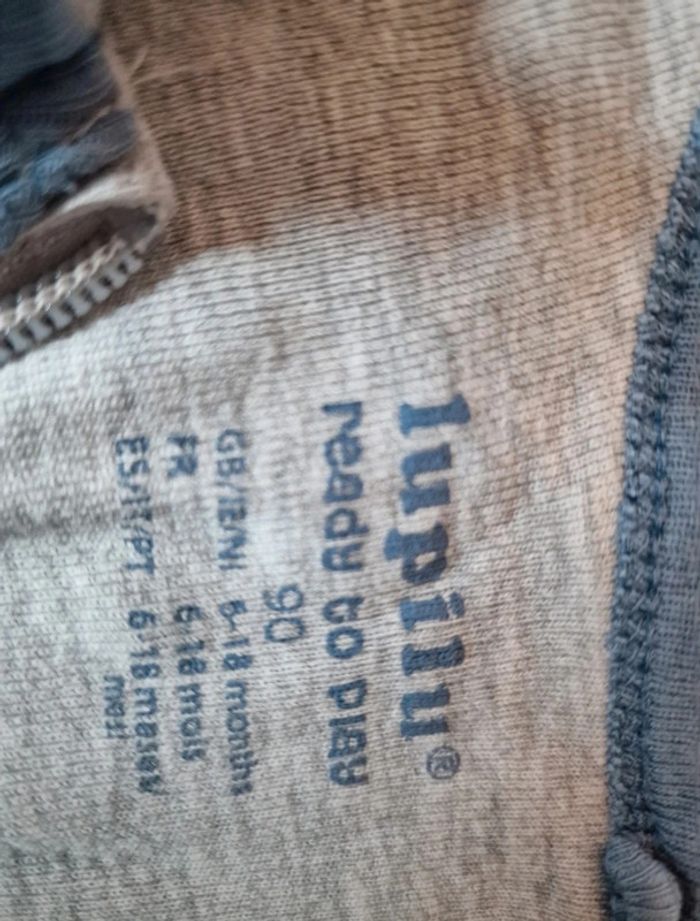 lupilu®
ready to play
90
GB/IE/NI 6-18 months
FR 6-18 mois
ES/IT/PT 6-18 meses/
mesi